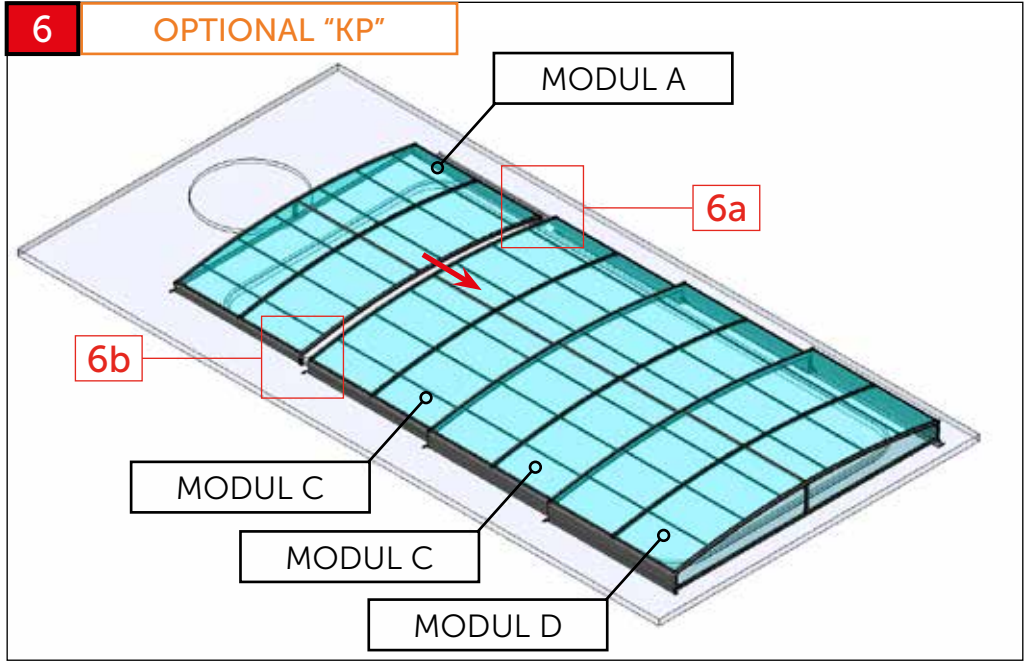 6
OPTIONAL "KP"
MODUL A
6a
6b
MODUL C
MODUL C
MODUL D